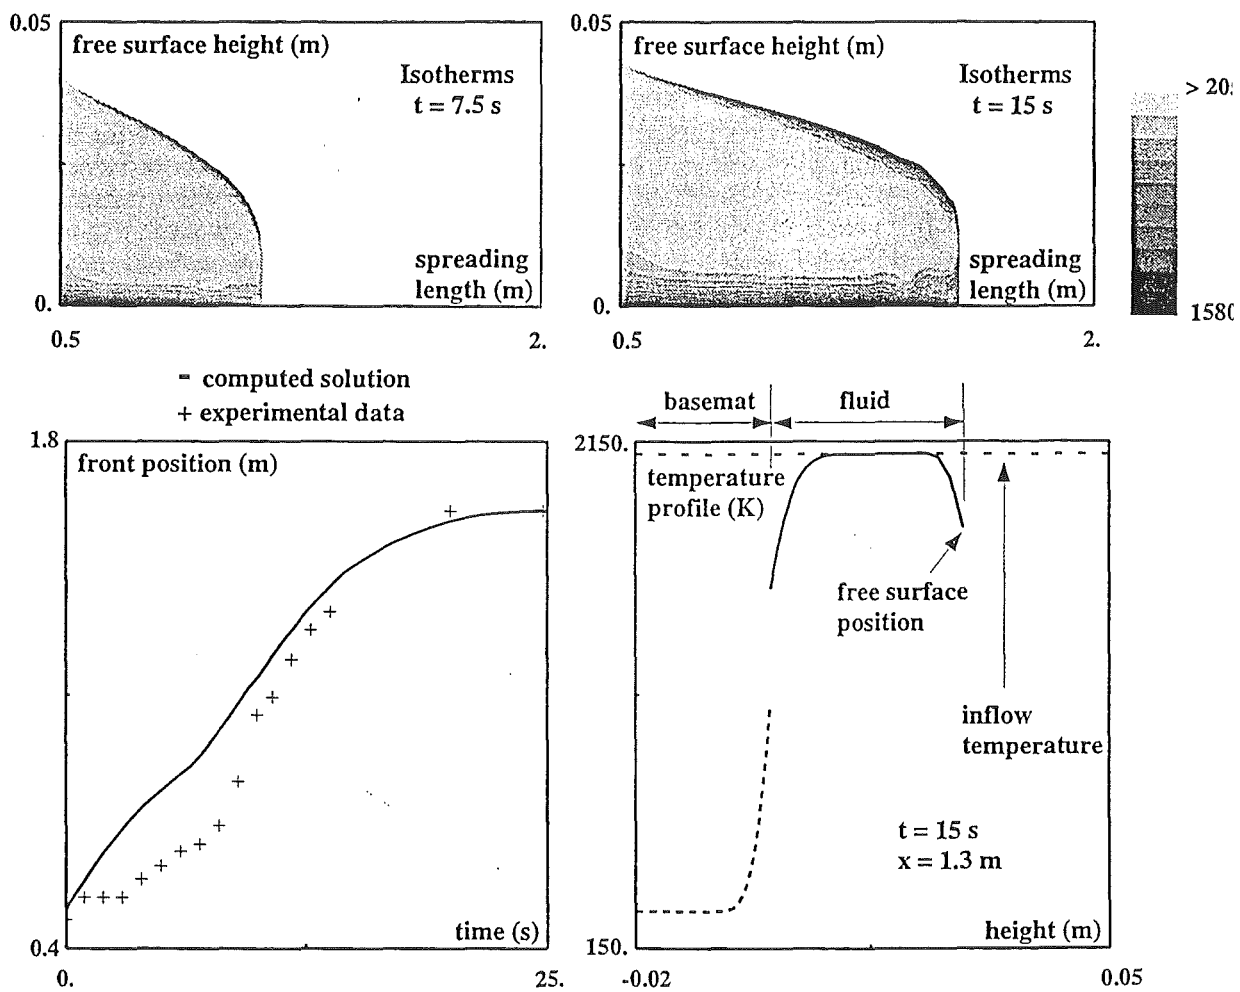 0.05
free surface height (m)
Isotherms
t = 7.5 s
spreading
length (m)
0.
0.5
2.
0.05
free surface height (m)
Isotherms
t = 15 s
spreading
length (m)
0.
0.5
2.
> 20
1580
- computed solution
+ experimental data
1.8
front position (m)
time (s)
0.4
0.
25.
basemat
fluid
2150.
temperature
profile (K)
free surface
position
inflow
temperature
t = 15 s
x = 1.3 m
150.
height (m)
-0.02
0.05